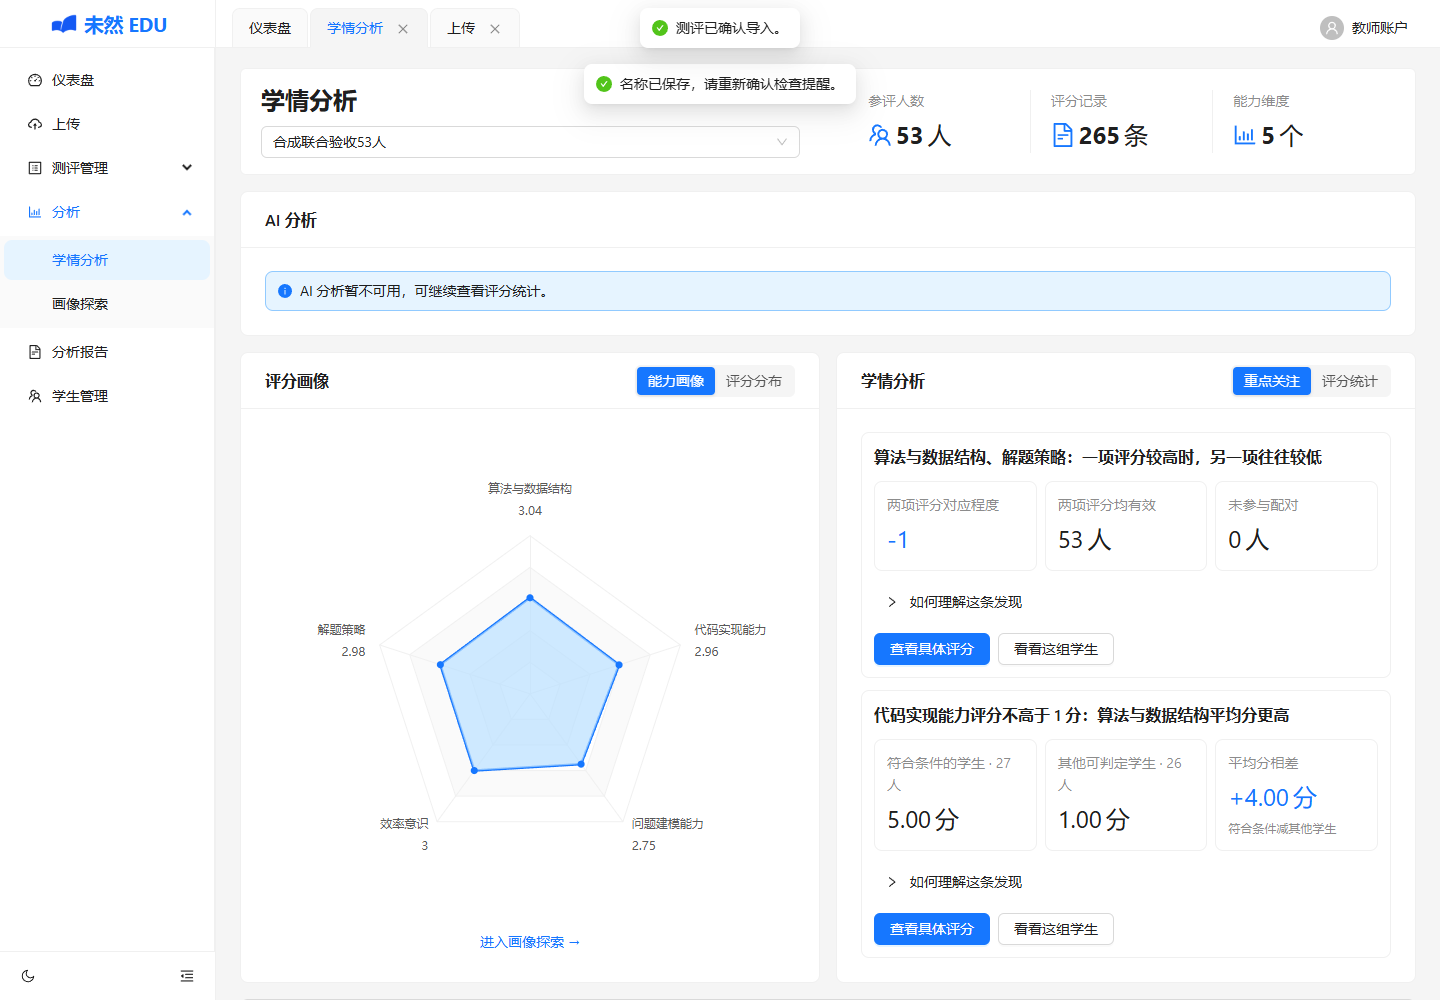 未然 EDU
仪表盘
学情分析
上传
测评已确认导入。
教师账户
名称已保存，请重新确认检查提醒。
仪表盘
上传
测评管理
分析
学情分析
画像探索
分析报告
学生管理
学情分析
合成联合验收53人
参评人数
53 人
评分记录
265 条
能力维度
5 个
AI 分析
AI 分析暂不可用，可继续查看评分统计。
评分画像
能力画像
评分分布
算法与数据结构
3.04
解题策略
2.98
代码实现能力
2.96
效率意识
3
问题建模能力
2.75
进入画像探索 →
学情分析
重点关注
评分统计
算法与数据结构、解题策略：一项评分较高时，另一项往往较低
两项评分对应程度
-1
两项评分均有效
53 人
未参与配对
0 人
如何理解这条发现
查看具体评分
看看这组学生
代码实现能力评分不高于 1 分：算法与数据结构平均分更高
符合条件的学生 · 27
人
5.00 分
其他可判定学生 · 26
人
1.00 分
平均分相差
+4.00 分
符合条件减其他学生
如何理解这条发现
查看具体评分
看看这组学生